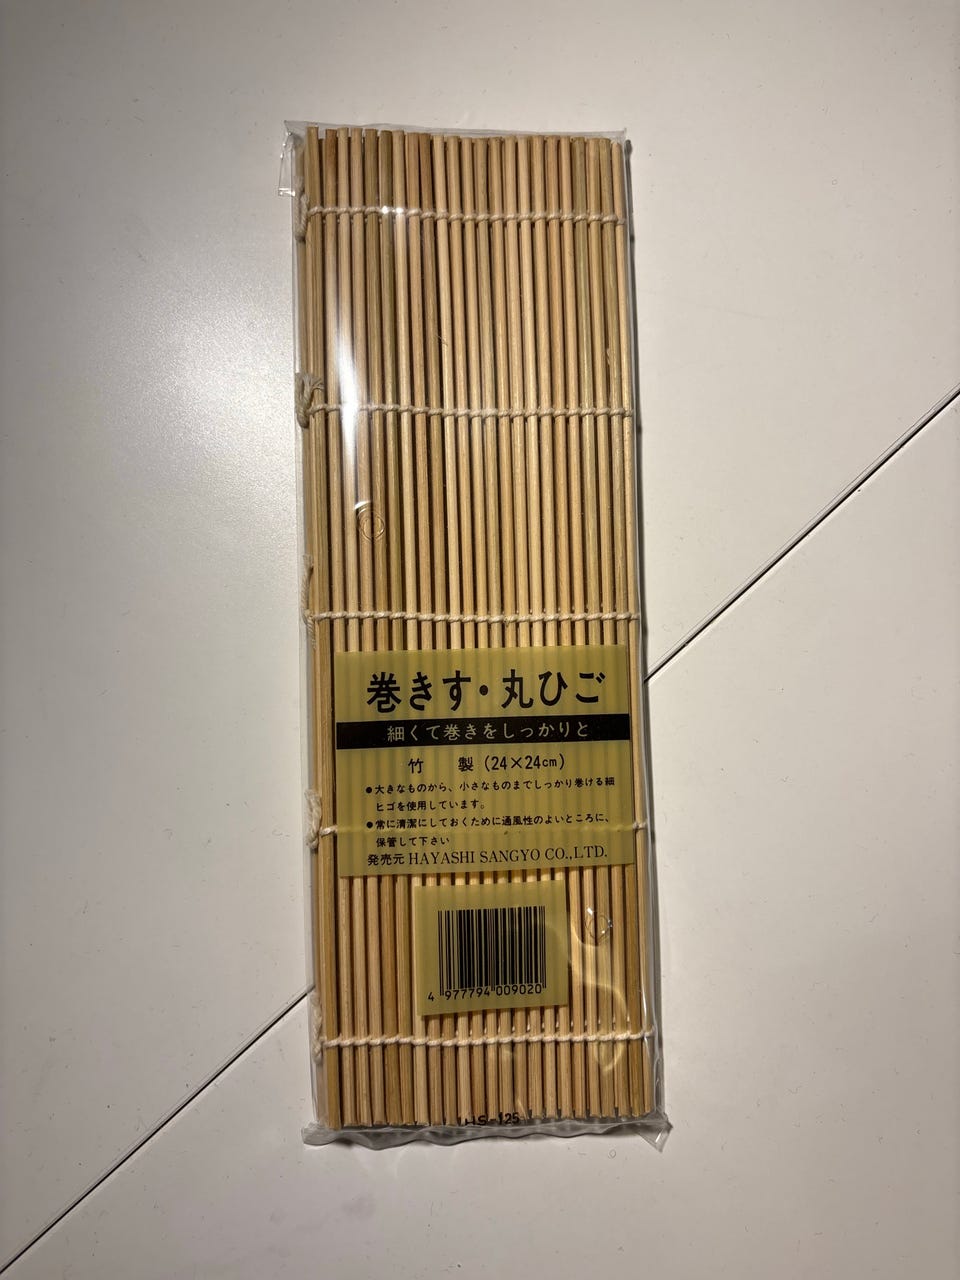 巻きす・丸ひご
細くて巻きをしっかりと
竹　製(24×24cm)
●大きなものから、小さなものまでしっかり巻ける細
ヒゴを使用しています。
●常に清潔にしておくために通風性のよいところに、
保管して下さい
発売元 HAYASHI SANGYO CO.,LTD.
4 977794 009020
HS-125